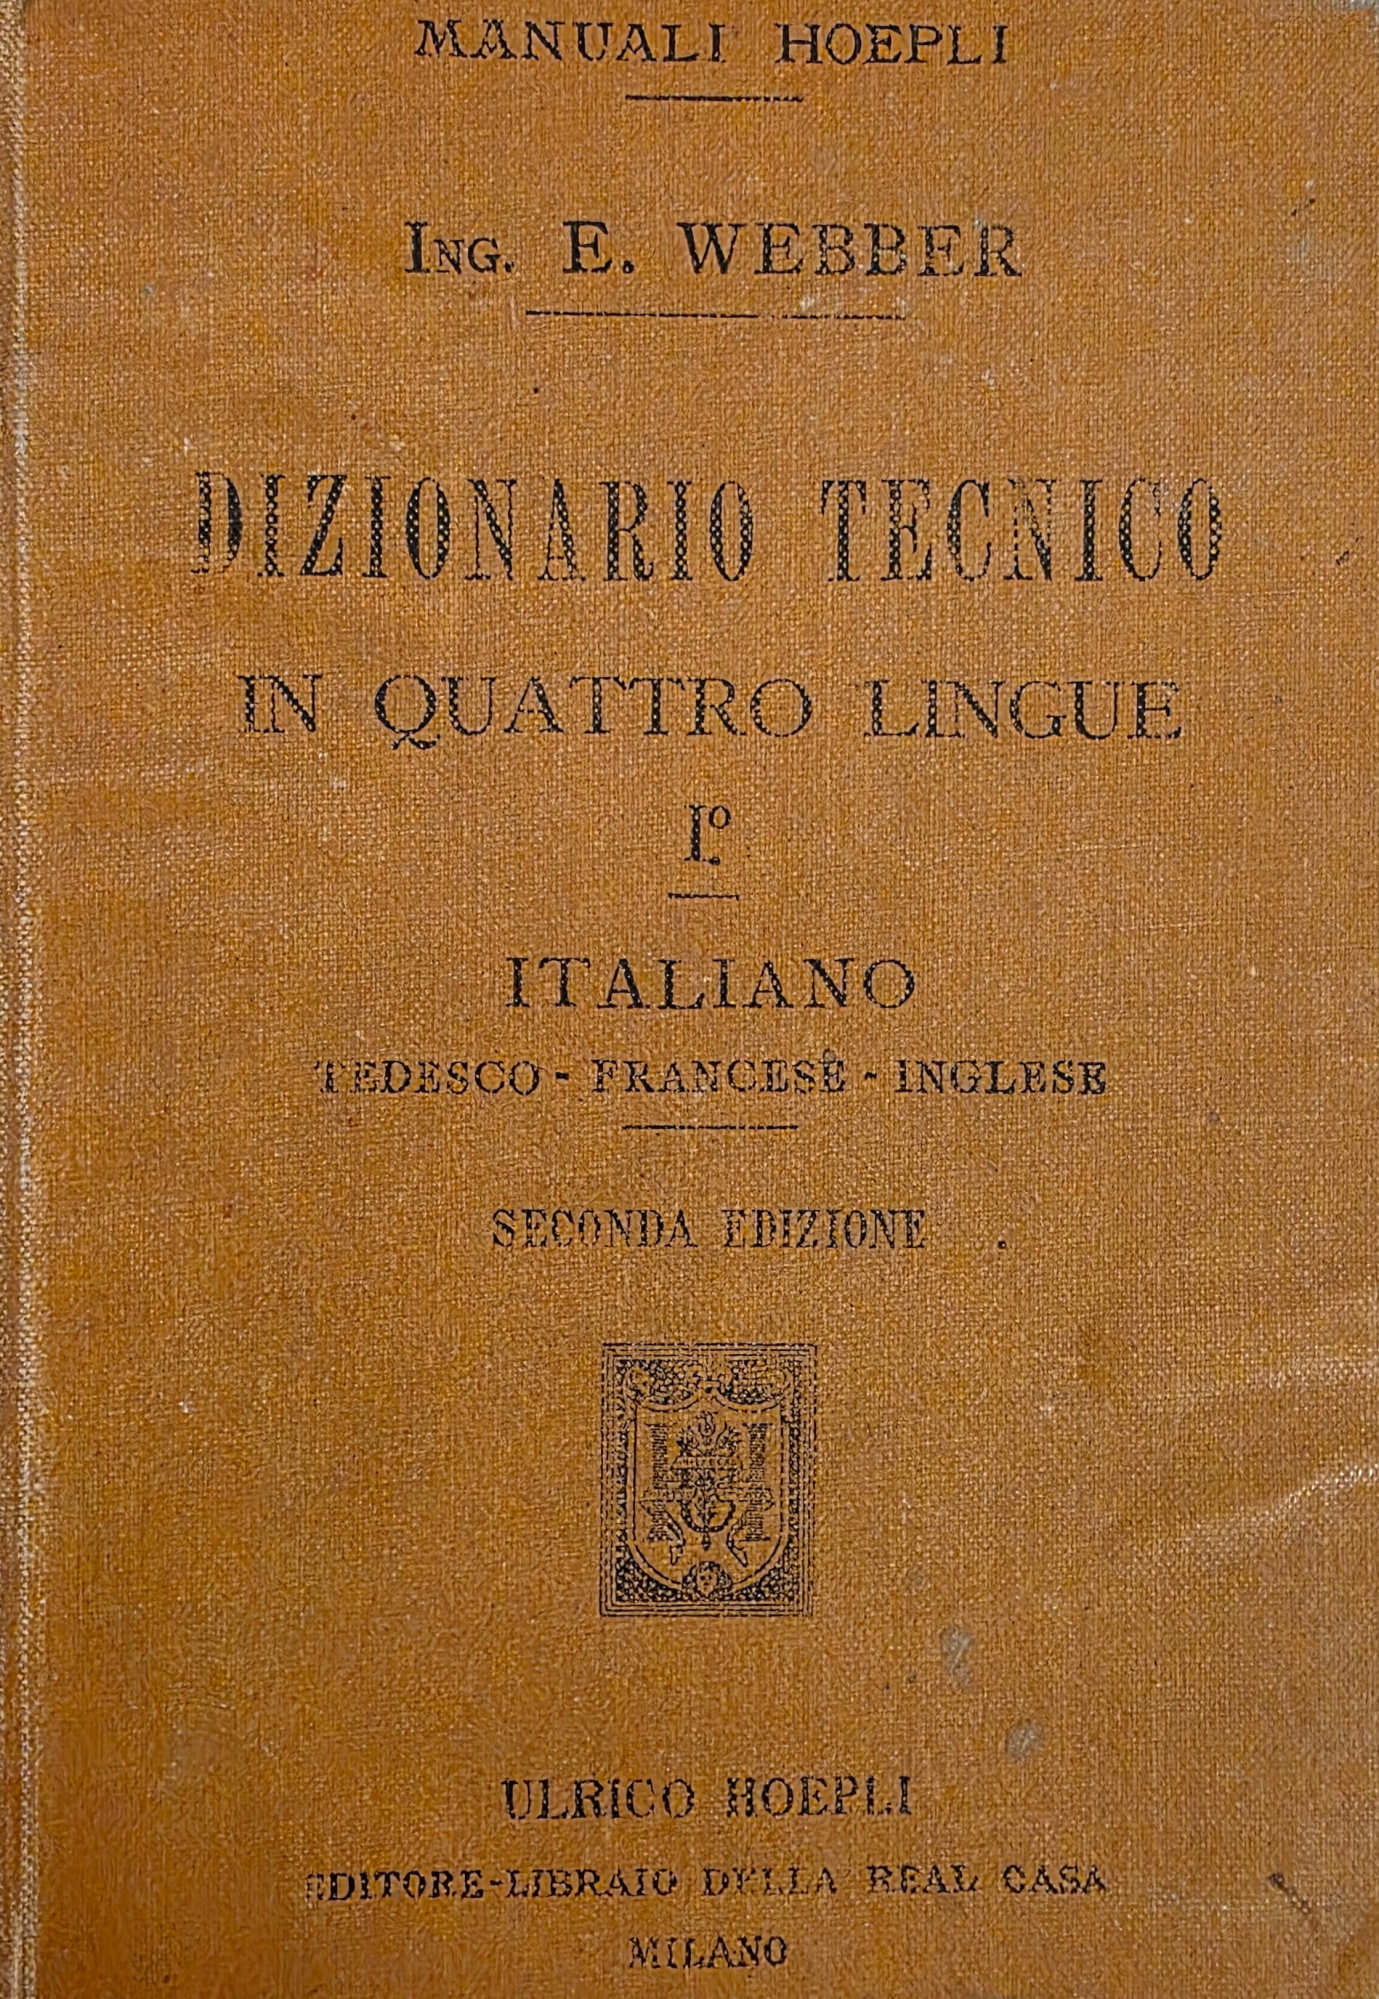 MANUALI HOEPLI
ING. E. WEBBER
DIZIONARIO TECNICO
IN QUATTRO LINGUE
I.º
ITALIANO
TEDESCO - FRANCESE - INGLESE
SECONDA EDIZIONE
ULRICO HOEPLI
EDITORE-LIBRAIO DELLA REAL CASA
MILANO